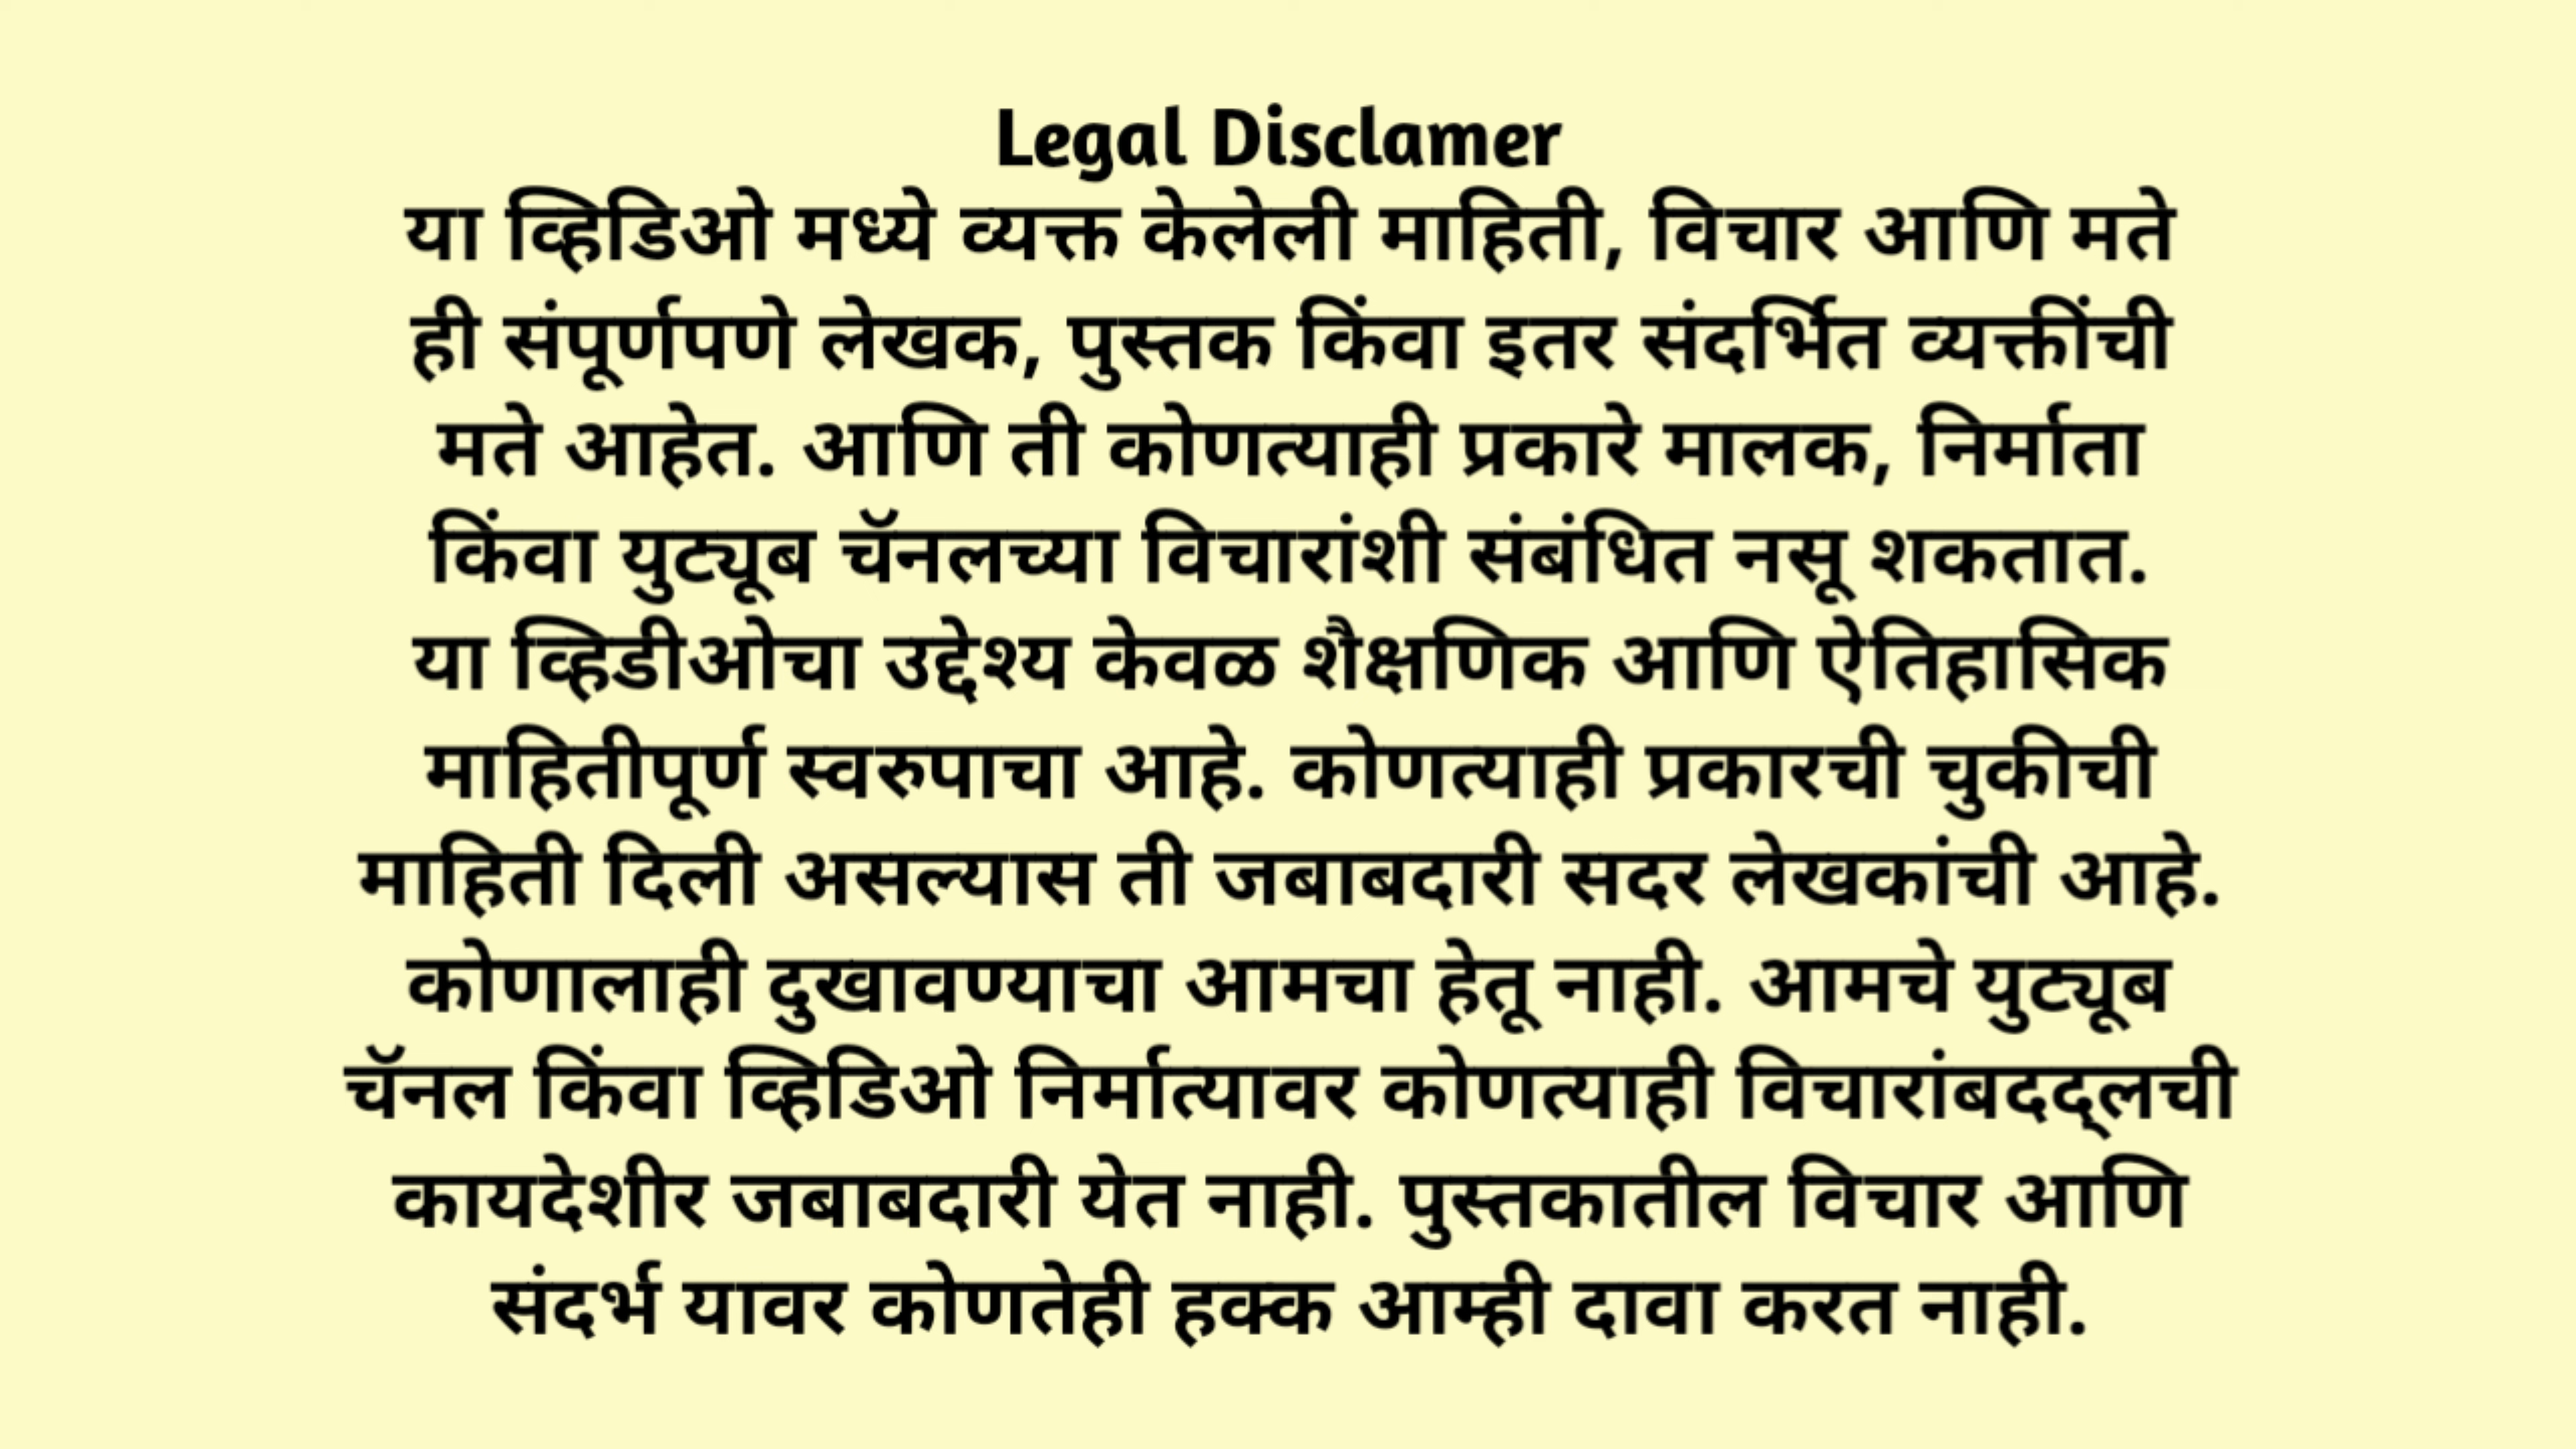 Legal Disclamer
या व्हिडिओ मध्ये व्यक्त केलेली माहिती, विचार आणि मते
ही संपूर्णपणे लेखक, पुस्तक किंवा इतर संदर्भित व्यक्तींची
मते आहेत. आणि ती कोणत्याही प्रकारे मालक, निर्माता
किंवा युट्यूब चॅनलच्या विचारांशी संबंधित नसू शकतात.
या व्हिडीओचा उद्देश्य केवळ शैक्षणिक आणि ऐतिहासिक
माहितीपूर्ण स्वरुपाचा आहे. कोणत्याही प्रकारची चुकीची
माहिती दिली असल्यास ती जबाबदारी सदर लेखकांची आहे.
कोणालाही दुखावण्याचा आमचा हेतू नाही. आमचे युट्यूब
चॅनल किंवा व्हिडिओ निर्मात्यावर कोणत्याही विचारांबदद्लची
कायदेशीर जबाबदारी येत नाही. पुस्तकातील विचार आणि
संदर्भ यावर कोणतेही हक्क आम्ही दावा करत नाही.